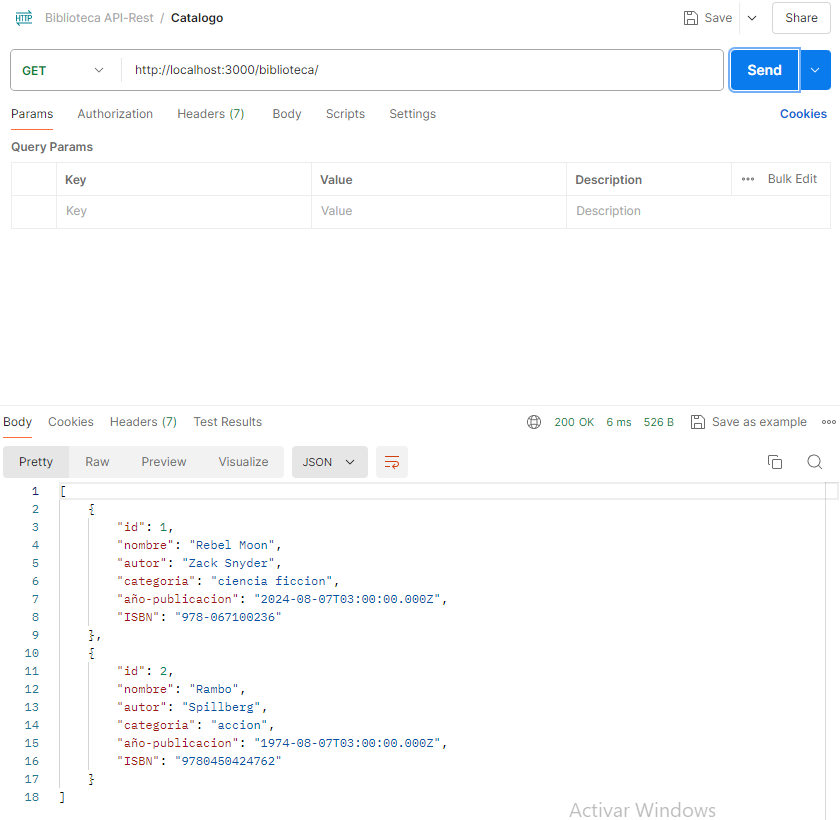 HTTP Biblioteca API-Rest / Catalogo Save Share
GET http://localhost:3000/biblioteca/ Send
Params Authorization Headers (7) Body Scripts Settings Cookies
Query Params
Key Value Description ••• Bulk Edit
Key Value Description
Body Cookies Headers (7) Test Results 200 OK 6 ms 526 B Save as example
Pretty Raw Preview Visualize JSON
1 [
2 {
3 "id": 1,
4 "nombre": "Rebel Moon",
5 "autor": "Zack Snyder",
6 "categoria": "ciencia ficcion",
7 "año-publicacion": "2024-08-07T03:00:00.000Z",
8 "ISBN": "978-067100236"
9 },
10 {
11 "id": 2,
12 "nombre": "Rambo",
13 "autor": "Spillberg",
14 "categoria": "accion",
15 "año-publicacion": "1974-08-07T03:00:00.000Z",
16 "ISBN": "9780450424762"
17 }
18 ]
Activar Windows